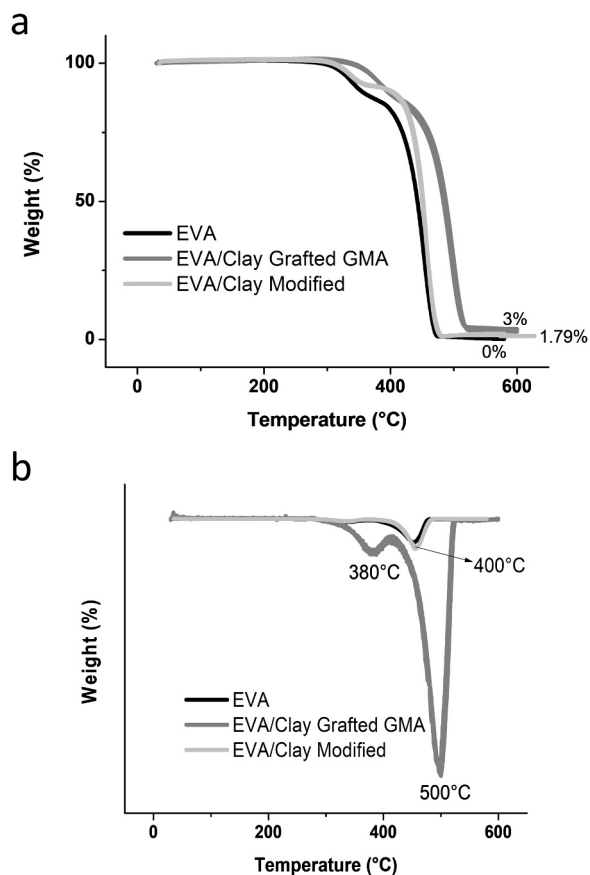 a
100
50
0
Weight (%)
EVA
EVA/Clay Grafted GMA
EVA/Clay Modified
3%
1.79%
0%
0
200
400
600
Temperature (°C)
b
Weight (%)
380°C
400°C
EVA
EVA/Clay Grafted GMA
EVA/Clay Modified
500°C
0
200
400
600
Temperature (°C)